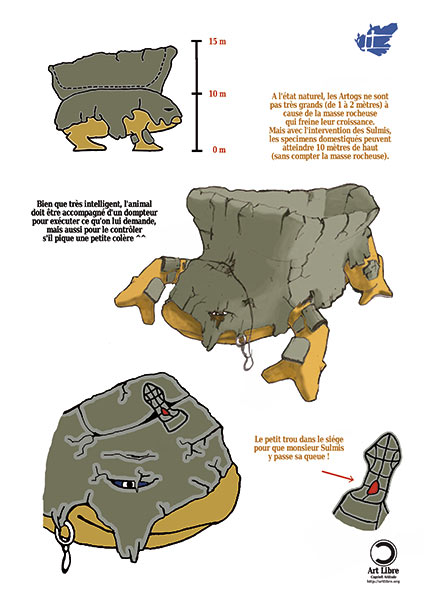 15 m
10 m
0 m
A l'état naturel, les Artogs ne sont
pas très grands (de 1 à 2 mètres) à
cause de la masse rocheuse
qui freine leur croissance.
Mais avec l'intervention des Sulmis,
les specimens domestiqués peuvent
atteindre 10 mètres de haut
(sans compter la masse rocheuse).
Bien que très intelligent, l'animal
doit être accompagné d'un dompteur
pour exécuter ce qu'on lui demande,
mais aussi pour le contrôler
s'il pique une petite colère ^^
Le petit trou dans le siége
pour que monsieur Sulmis
y passe sa queue !
Art Libre
Copyleft Attitude
http://artlibre.org